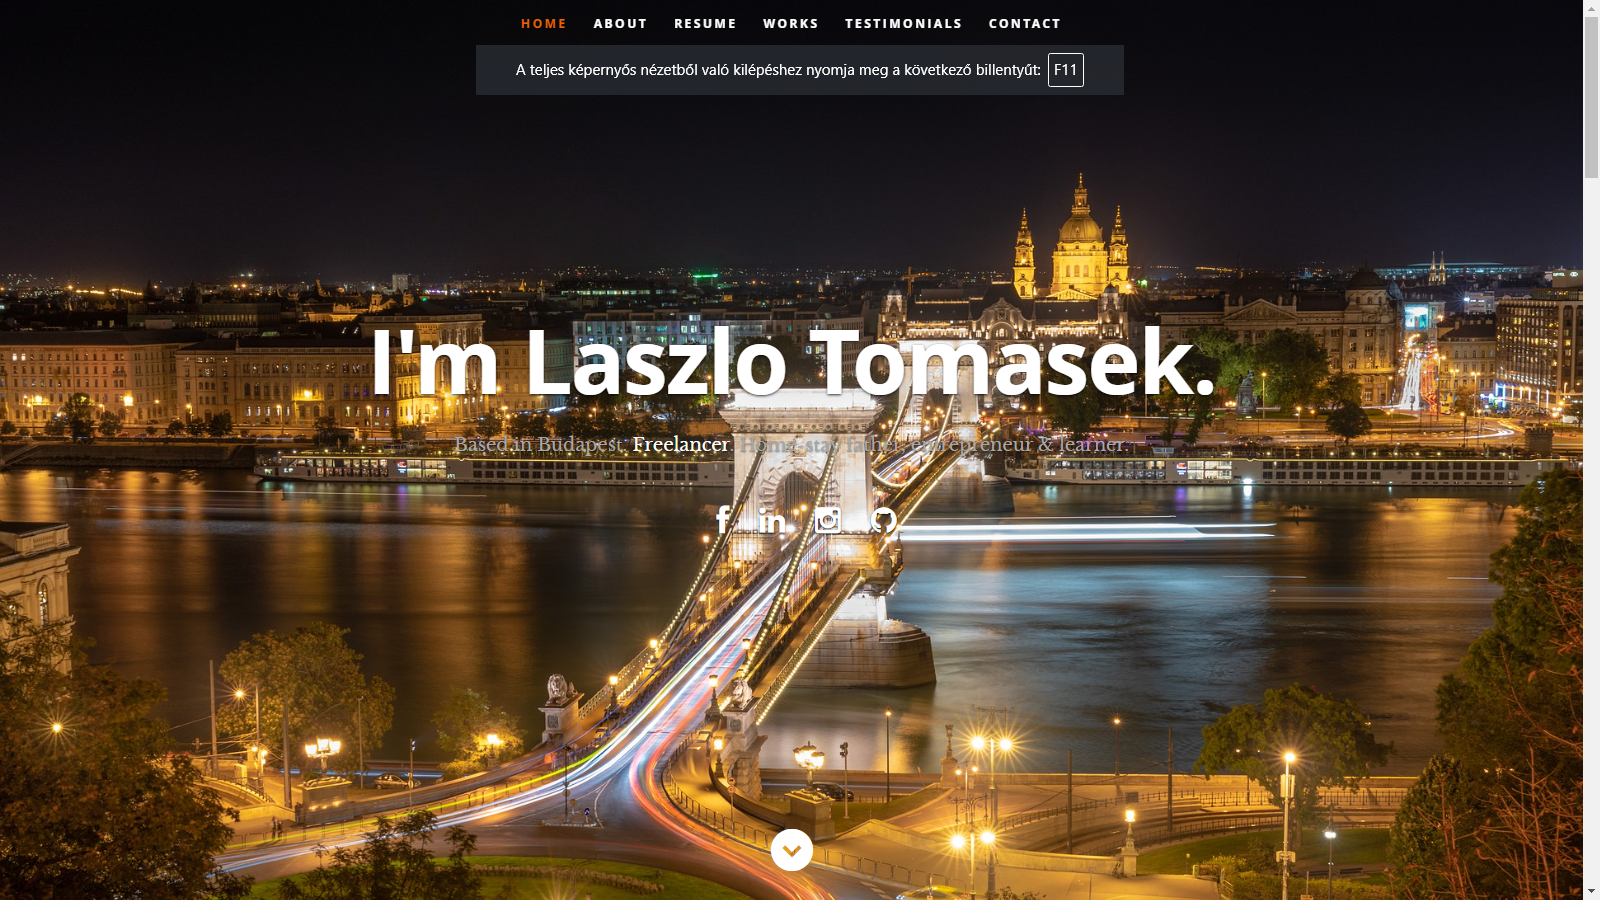 HOME ABOUT RESUME WORKS TESTIMONIALS CONTACT
A teljes képernyős nézetből való kilépéshez nyomja meg a következő billentyűt: F11
I'm Laszlo Tomasek.
Based in Budapest. Freelancer. Home-stay father, entrepreneur & learner.